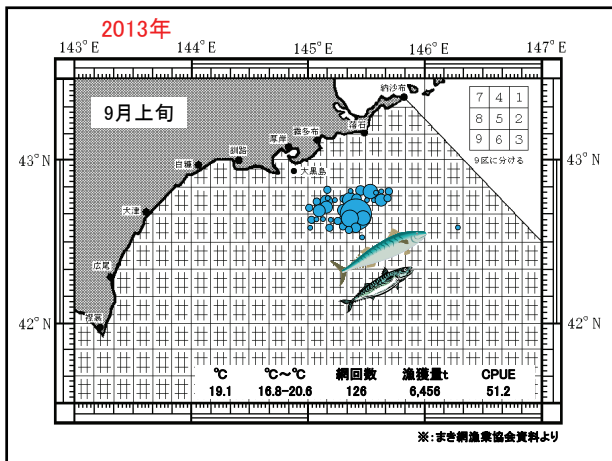 2013年
143°E 144°E 145°E 146°E 147°E
9月上旬
納沙布
落石
霧多布
厚岸
大黒島
釧路
白糠
大津
広尾
襟裳
7 4 1
8 5 2
9 6 3
9区に分ける
43°N 43°N
42°N 42°N
℃ ℃～℃ 網回数 漁獲量t CPUE
19.1 16.8-20.6 126 6,456 51.2
※:まき網漁業協会資料より